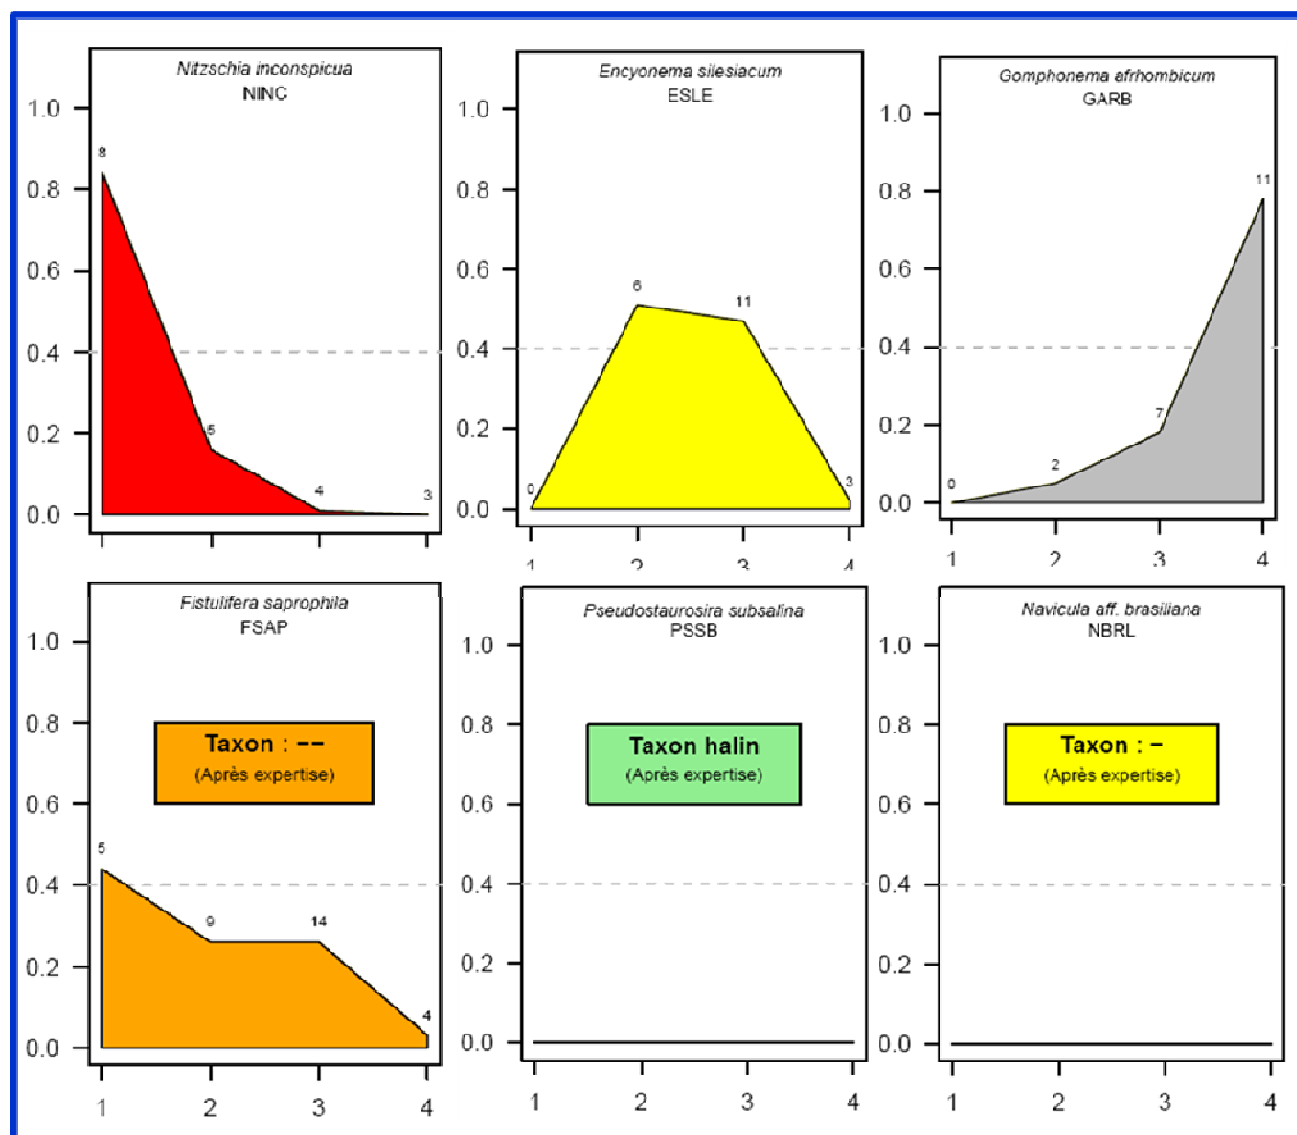 Nitzschia inconspicua
NINC
1.0
0.8
0.6
0.4
0.2
0.0
8
5
4
3
Encyonema silesiacum
ESLE
1.0
0.8
0.6
0.4
0.2
0.0
0
6
11
3
1 2 3 4
Gomphonema afrhombicum
GARB
1.0
0.8
0.6
0.4
0.2
0.0
0
2
7
11
1 2 3 4
Fistulifera saprophila
FSAP
1.0
0.8
0.6
0.4
0.2
0.0
Taxon : --
(Après expertise)
5
9
14
4
1 2 3 4
Pseudostaurosira subsalina
PSSB
1.0
0.8
0.6
0.4
0.2
0.0
Taxon halin
(Après expertise)
1 2 3 4
Navicula aff. brasiliana
NBRL
1.0
0.8
0.6
0.4
0.2
0.0
Taxon : -
(Après expertise)
1 2 3 4